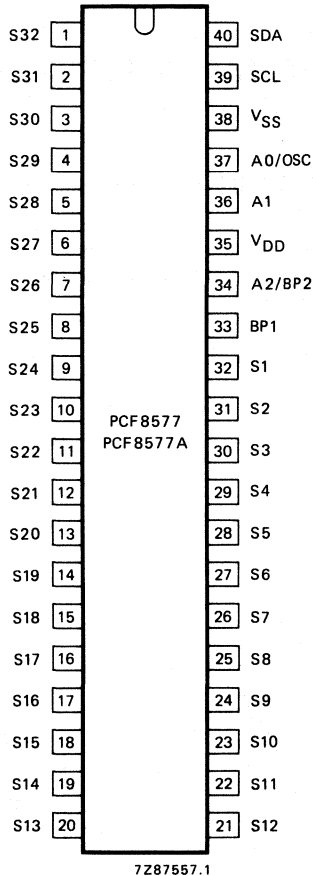 S32 1 40 SDA
S31 2 39 SCL
S30 3 38 VSS
S29 4 37 A0/OSC
S28 5 36 A1
S27 6 35 VDD
S26 7 34 A2/BP2
S25 8 33 BP1
S24 9 32 S1
S23 10 31 S2
PCF8577
PCF8577A
S22 11 30 S3
S21 12 29 S4
S20 13 28 S5
S19 14 27 S6
S18 15 26 S7
S17 16 25 S8
S16 17 24 S9
S15 18 23 S10
S14 19 22 S11
S13 20 21 S12
7Z87557.1